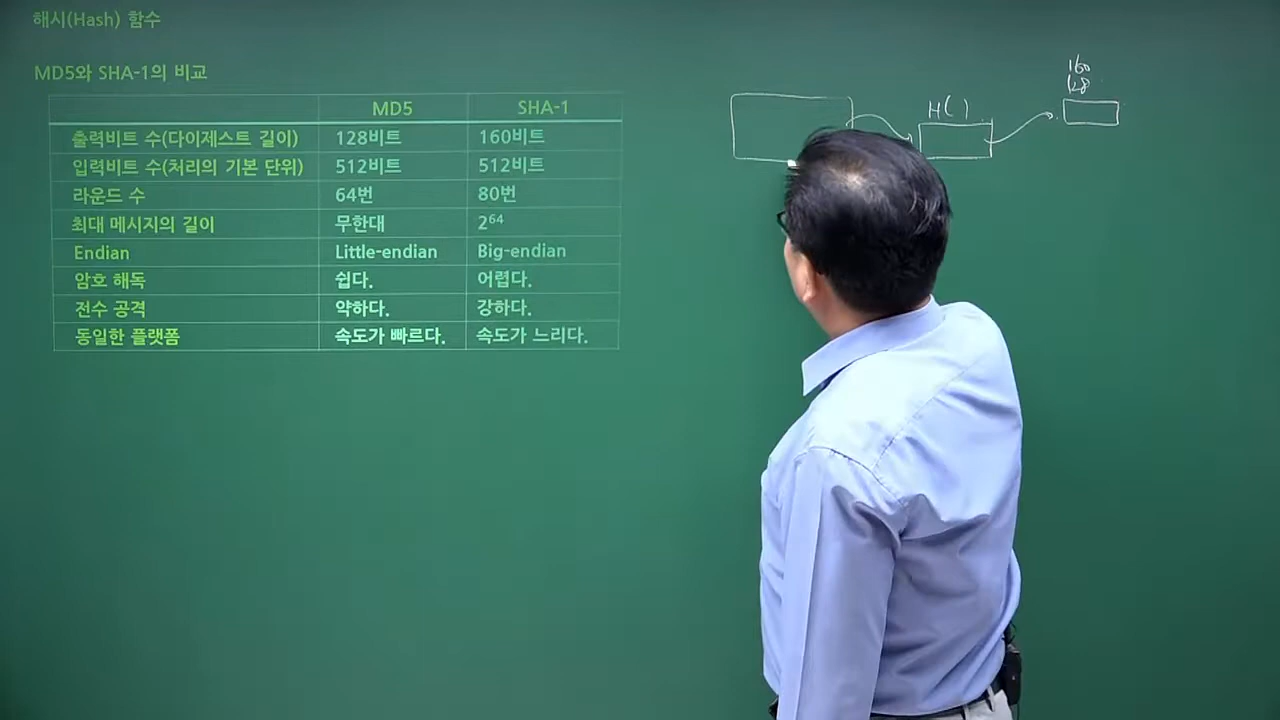 해시(Hash) 함수
MD5와 SHA-1의 비교
MD5 SHA-1
출력비트 수(다이제스트 길이) 128비트 160비트
입력비트 수(처리의 기본 단위) 512비트 512비트
라운드 수 64번 80번
최대 메시지의 길이 무한대 2⁶⁴
Endian Little-endian Big-endian
암호 해독 쉽다. 어렵다.
전수 공격 약하다. 강하다.
동일한 플랫폼 속도가 빠르다. 속도가 느리다.
H( )
160
128